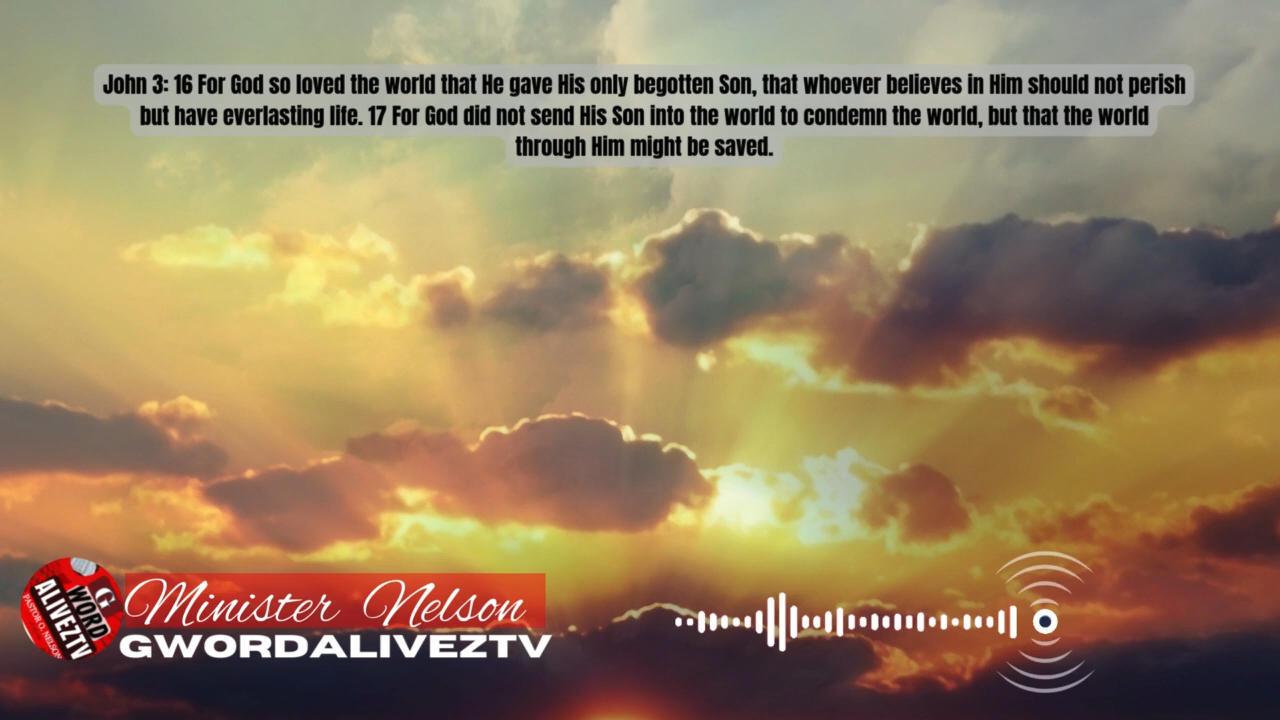 John 3: 16 For God so loved the world that He gave His only begotten Son, that whoever believes in Him should not perish
but have everlasting life. 17 For God did not send His Son into the world to condemn the world, but that the world
through Him might be saved.
G
WORD
ALIVEZTV
PASTOR O. NELSON
Minister Nelson
GWORDALIVEZTV